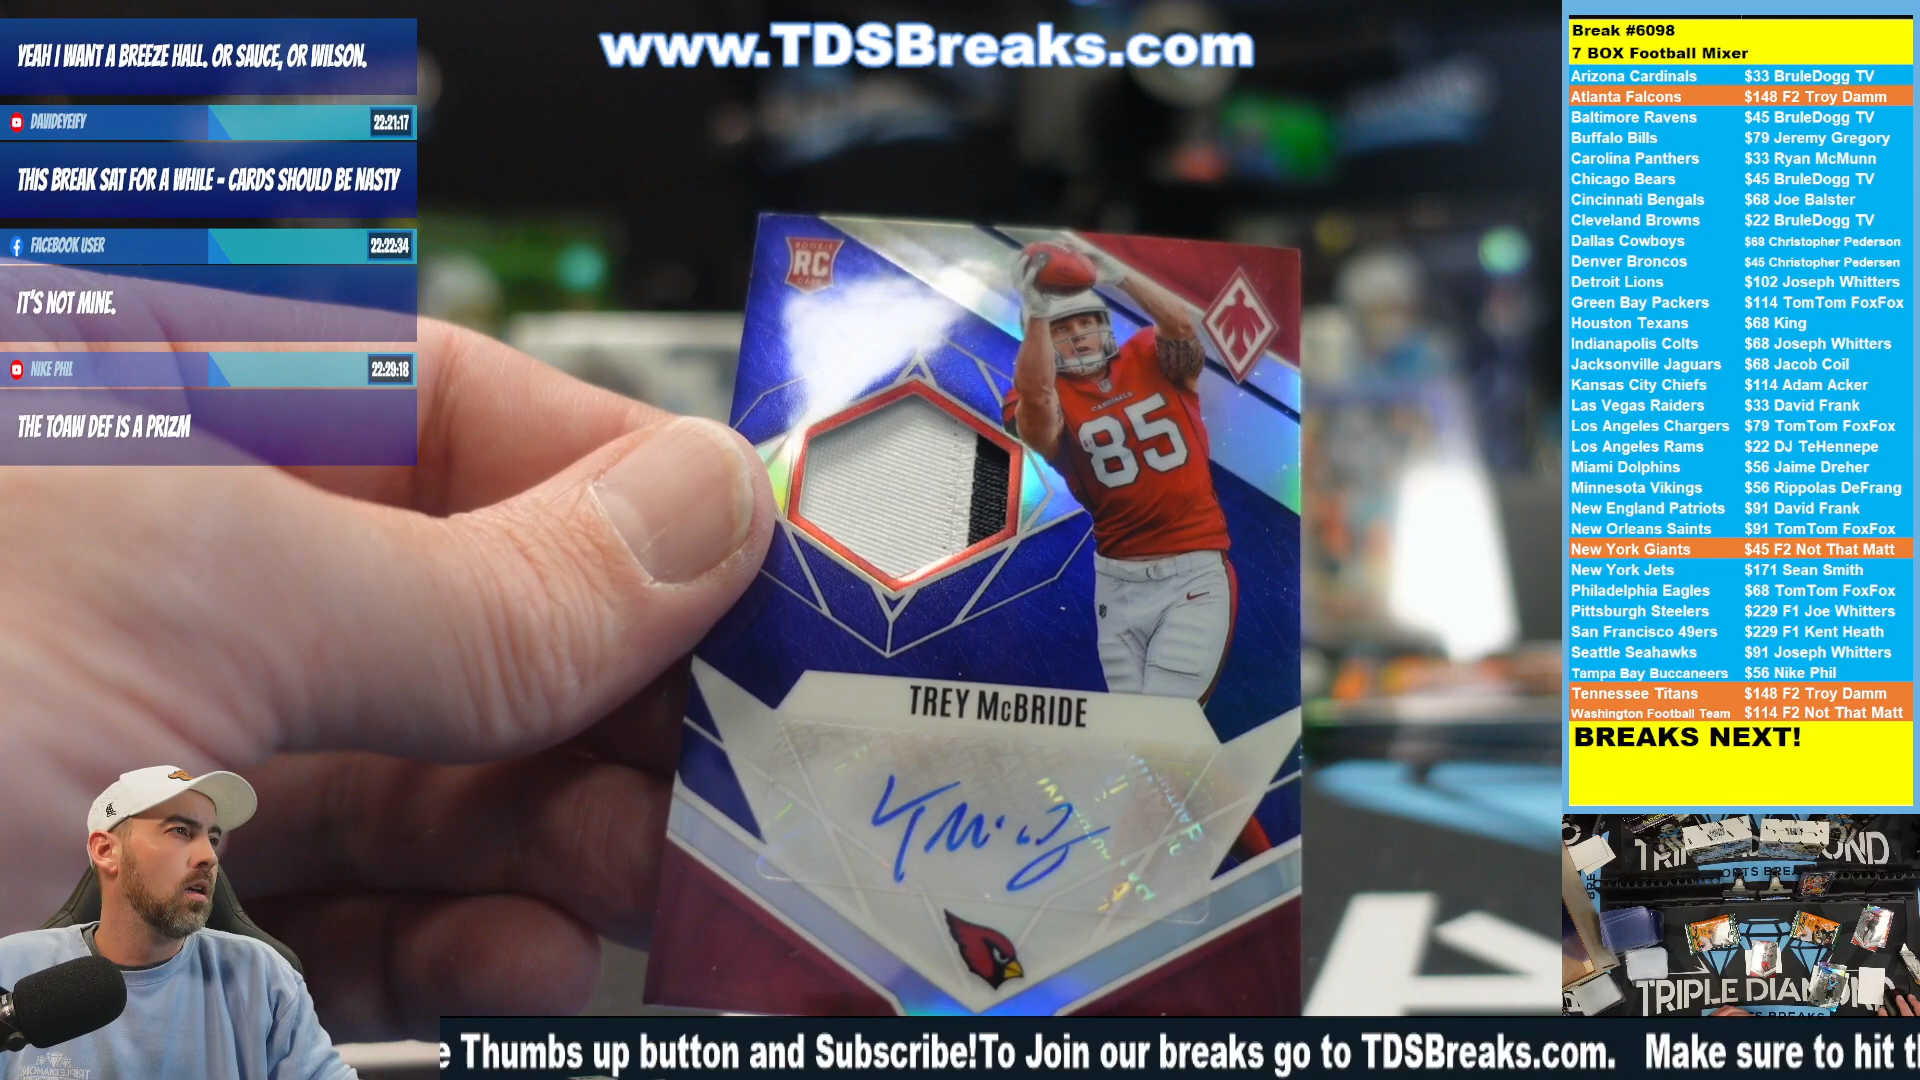 www.TDSBreaks.com
YEAH I WANT A BREEZE HALL. OR SAUCE, OR WILSON.
DAVIDEYEIFY 22:21:17
THIS BREAK SAT FOR A WHILE - CARDS SHOULD BE NASTY
FACEBOOK USER 22:22:34
IT'S NOT MINE.
NIKE PHIL 22:29:18
THE TOAW DEF IS A PRIZM
ROOKIE
RC
CARD
CARDINALS
85
TREY McBRIDE
Break #6098
7 BOX Football Mixer
Arizona Cardinals $33 BruleDogg TV
Atlanta Falcons $148 F2 Troy Damm
Baltimore Ravens $45 BruleDogg TV
Buffalo Bills $79 Jeremy Gregory
Carolina Panthers $33 Ryan McMunn
Chicago Bears $45 BruleDogg TV
Cincinnati Bengals $68 Joe Balster
Cleveland Browns $22 BruleDogg TV
Dallas Cowboys $68 Christopher Pederson
Denver Broncos $45 Christopher Pedersen
Detroit Lions $102 Joseph Whitters
Green Bay Packers $114 TomTom FoxFox
Houston Texans $68 King
Indianapolis Colts $68 Joseph Whitters
Jacksonville Jaguars $68 Jacob Coil
Kansas City Chiefs $114 Adam Acker
Las Vegas Raiders $33 David Frank
Los Angeles Chargers $79 TomTom FoxFox
Los Angeles Rams $22 DJ TeHennepe
Miami Dolphins $56 Jaime Dreher
Minnesota Vikings $56 Rippolas DeFrang
New England Patriots $91 David Frank
New Orleans Saints $91 TomTom FoxFox
New York Giants $45 F2 Not That Matt
New York Jets $171 Sean Smith
Philadelphia Eagles $68 TomTom FoxFox
Pittsburgh Steelers $229 F1 Joe Whitters
San Francisco 49ers $229 F1 Kent Heath
Seattle Seahawks $91 Joseph Whitters
Tampa Bay Buccaneers $56 Nike Phil
Tennessee Titans $148 F2 Troy Damm
Washington Football Team $114 F2 Not That Matt
BREAKS NEXT!
TRIPLE DIAMOND
e Thumbs up button and Subscribe!To Join our breaks go to TDSBreaks.com. Make sure to hit t